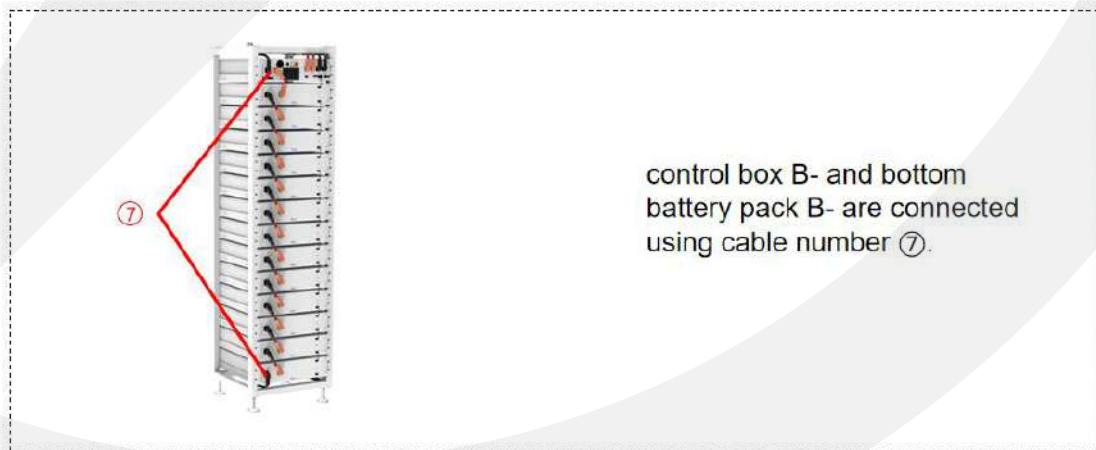 ⑦
control box B- and bottom
battery pack B- are connected
using cable number ⑦.